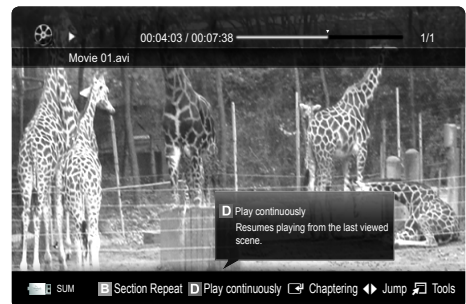 00:04:03 / 00:07:38 1/1
Movie 01.avi
D Play continuously
Resumes playing from the last viewed
scene.
SUM B Section Repeat D Play continuously Chaptering Jump Tools